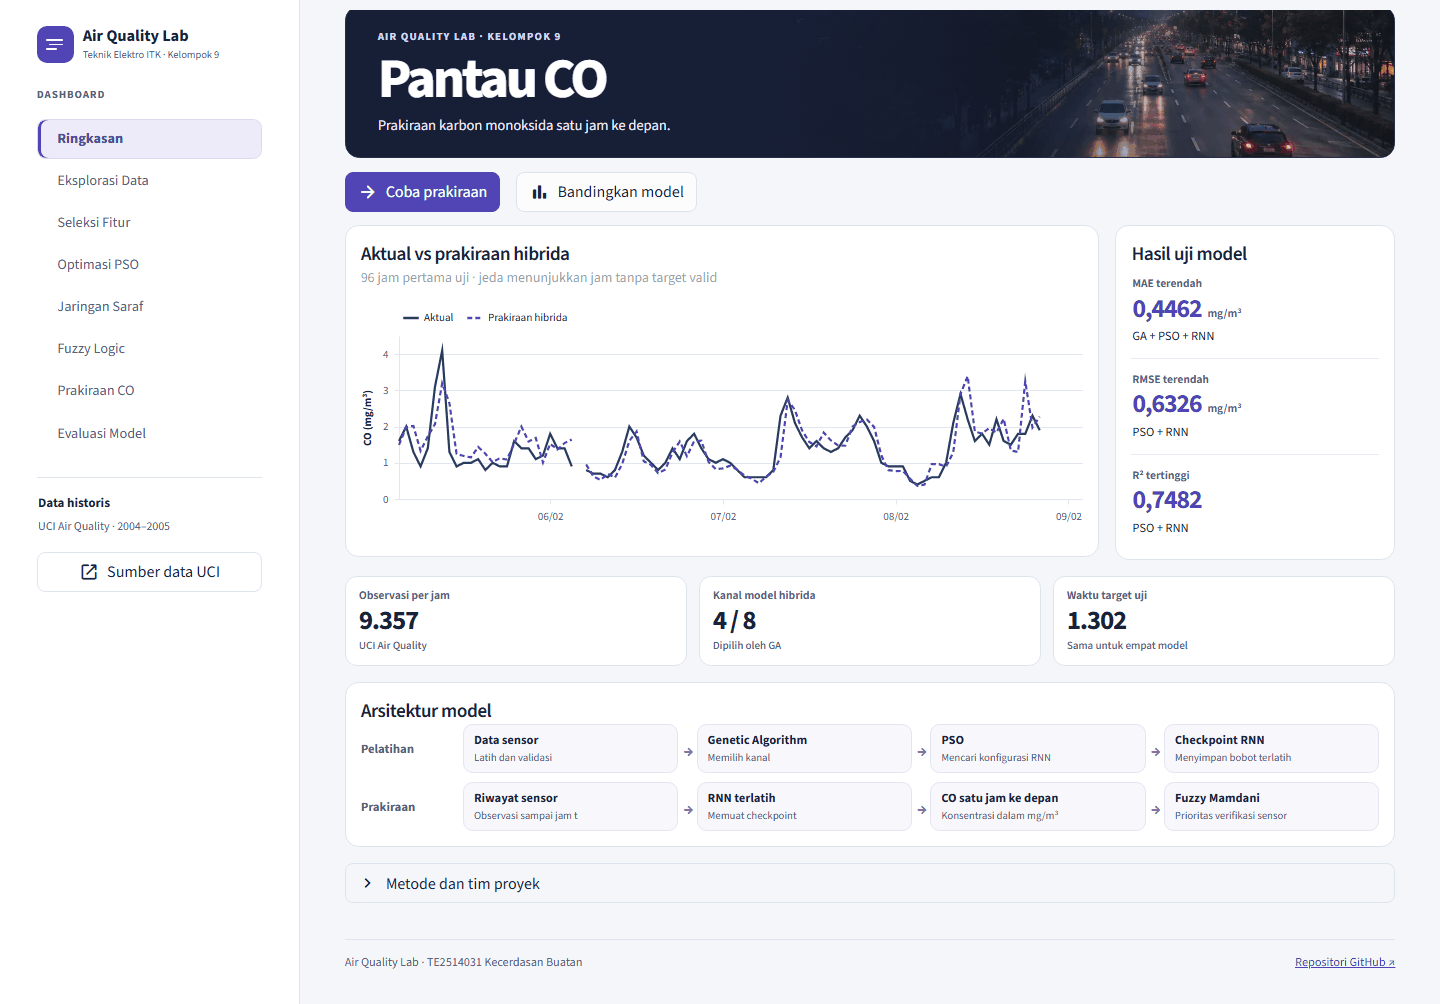 Air Quality Lab
Teknik Elektro ITK · Kelompok 9
DASHBOARD
Ringkasan
Eksplorasi Data
Seleksi Fitur
Optimasi PSO
Jaringan Saraf
Fuzzy Logic
Prakiraan CO
Evaluasi Model
Data historis
UCI Air Quality · 2004–2005
Sumber data UCI
AIR QUALITY LAB · KELOMPOK 9
Pantau CO
Prakiraan karbon monoksida satu jam ke depan.
Coba prakiraan
Bandingkan model
Aktual vs prakiraan hibrida
96 jam pertama uji · jeda menunjukkan jam tanpa target valid
Aktual
Prakiraan hibrida
CO (mg/m³)
4
3
2
1
0
06/02
07/02
08/02
09/02
Hasil uji model
MAE terendah
0,4462 mg/m³
GA + PSO + RNN
RMSE terendah
0,6326 mg/m³
PSO + RNN
R² tertinggi
0,7482
PSO + RNN
Observasi per jam
9.357
UCI Air Quality
Kanal model hibrida
4 / 8
Dipilih oleh GA
Waktu target uji
1.302
Sama untuk empat model
Arsitektur model
Pelatihan
Data sensor
Latih dan validasi
→
Genetic Algorithm
Memilih kanal
→
PSO
Mencari konfigurasi RNN
→
Checkpoint RNN
Menyimpan bobot terlatih
Prakiraan
Riwayat sensor
Observasi sampai jam t
→
RNN terlatih
Memuat checkpoint
→
CO satu jam ke depan
Konsentrasi dalam mg/m³
→
Fuzzy Mamdani
Prioritas verifikasi sensor
Metode dan tim proyek
Air Quality Lab · TE2514031 Kecerdasan Buatan
Repositori GitHub ↗